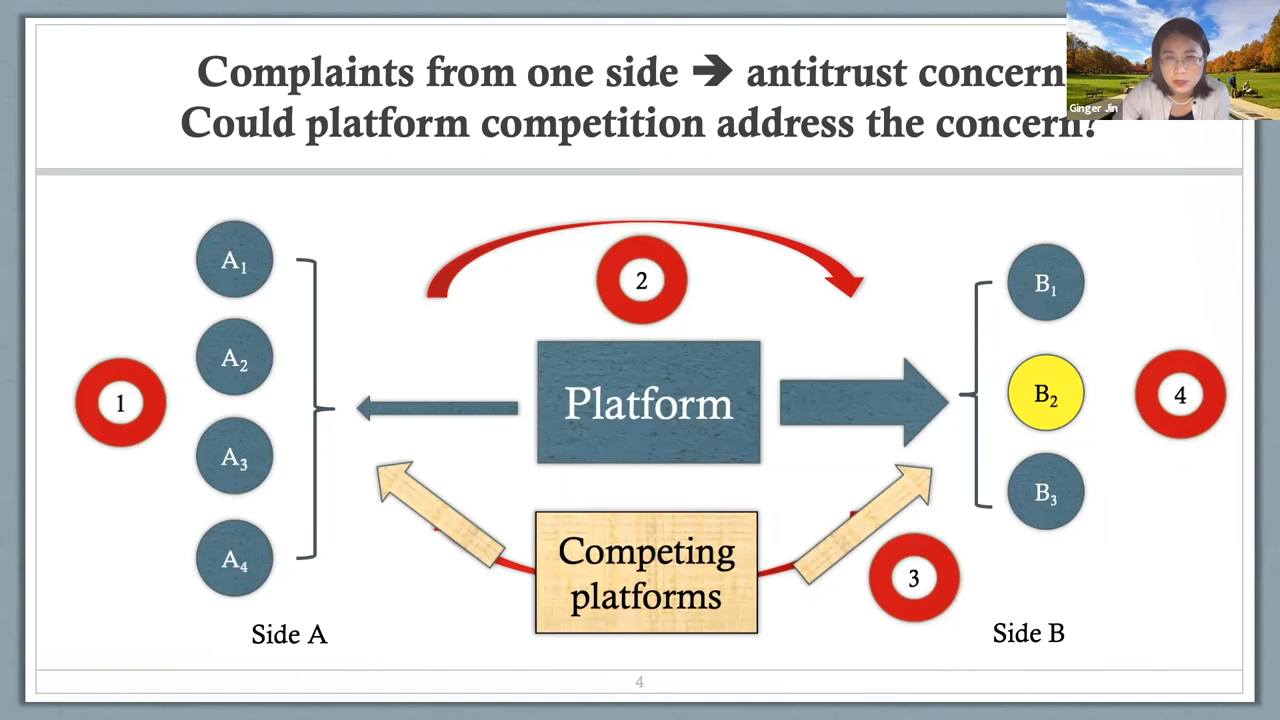 Complaints from one side ➔ antitrust concern
Could platform competition address the concern?
Ginger Jin
A1
A2
A3
A4
1
2
Platform
Competing
platforms
3
B1
B2
B3
4
Side A
Side B
4